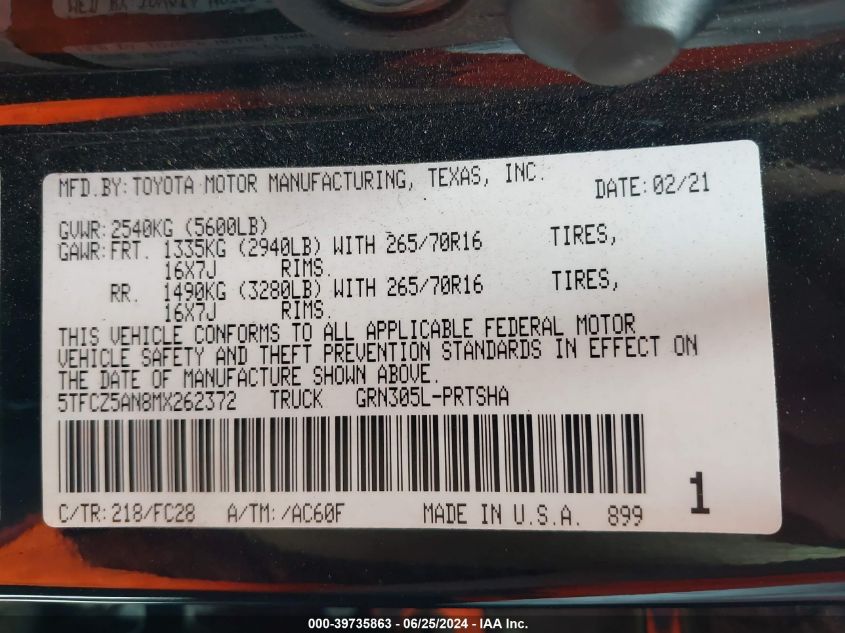 MFD.BY:TOYOTA MOTOR MANUFACTURING, TEXAS, INC. DATE:02/21
GVWR:2540KG (5600LB)
GAWR:FRT. 1335KG (2940LB) WITH 265/70R16 TIRES,
16X7J RIMS.
RR. 1490KG (3280LB) WITH 265/70R16 TIRES,
16X7J RIMS.
THIS VEHICLE CONFORMS TO ALL APPLICABLE FEDERAL MOTOR
VEHICLE SAFETY AND THEFT PREVENTION STANDARDS IN EFFECT ON
THE DATE OF MANUFACTURE SHOWN ABOVE.
5TFCZ5AN8MX262372 TRUCK GRN305L-PRTSHA
C/TR:218/FC28 A/TM:/AC60F MADE IN U.S.A. 899 1
000-39735863 - 06/25/2024 - IAA Inc.